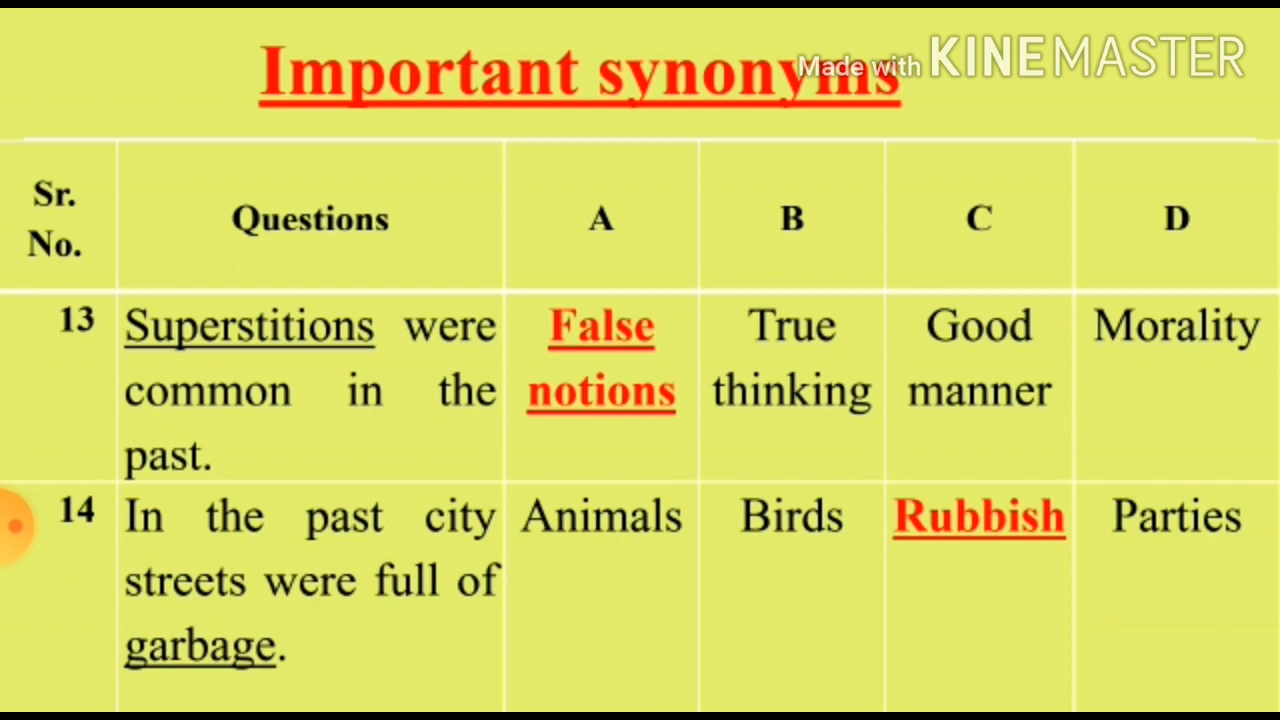 Important synonyms
Made with KINEMASTER
Sr. No. Questions A B C D
13 Superstitions were common in the past. False notions True thinking Good manner Morality
14 In the past city streets were full of garbage. Animals Birds Rubbish Parties